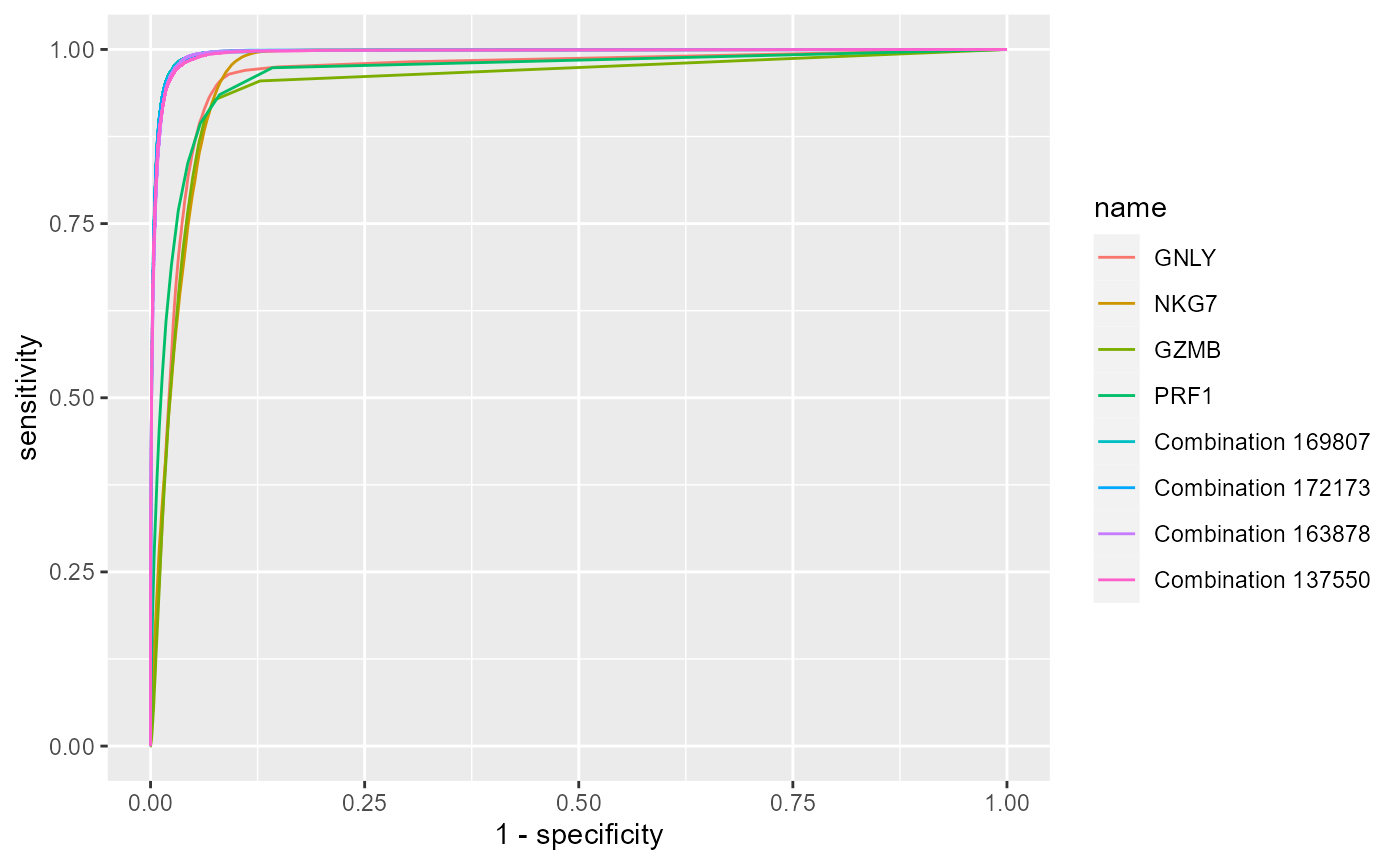 1.00
0.75
0.50
0.25
0.00
sensitivity
0.00 0.25 0.50 0.75 1.00
1 - specificity
name
GNLY
NKG7
GZMB
PRF1
Combination 169807
Combination 172173
Combination 163878
Combination 137550